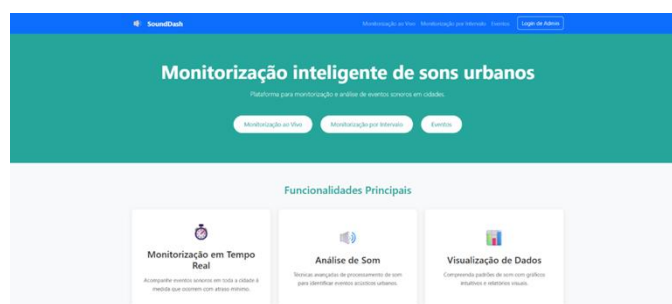 SoundDash
Monitorização ao Vivo Monitorização por Intervalo Eventos Login de Admin
Monitorização inteligente de sons urbanos
Plataforma para monitorização e análise de eventos sonoros em cidades.
Monitorização ao Vivo Monitorização por Intervalo Eventos
Funcionalidades Principais
Monitorização em Tempo
Real
Acompanhe eventos sonoros em toda a cidade à
medida que ocorrem com atraso mínimo.
Análise de Som
Técnicas avançadas de processamento de som
para identificar eventos acústicos urbanos.
Visualização de Dados
Compreenda padrões de som com gráficos
intuitivos e relatórios visuais.